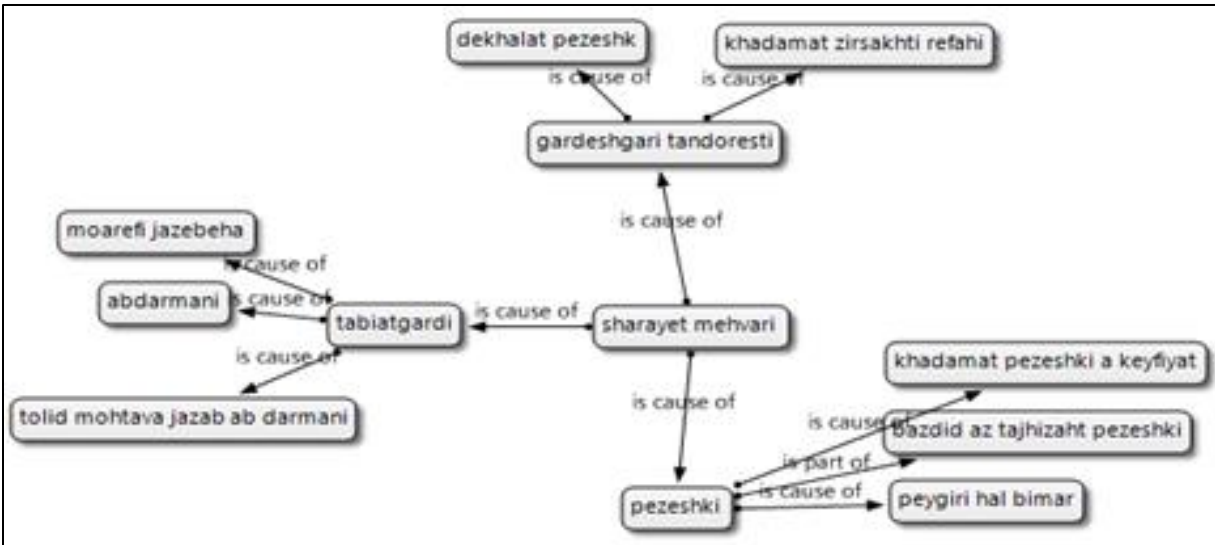 dekhalat pezeshk
khadamat zirsakhti refahi
is cause of
is cause of
gardeshgari tandoresti
is cause of
moarefi jazebeha
is cause of
abdarmani
is cause of
tabiatgardi
is cause of
sharayet mehvari
is cause of
tolid mohtava jazab ab darmani
is cause of
khadamat pezeshki a keyfiyat
is cause of
bazdid az tajhizaht pezeshki
is part of
is cause of
pezeshki
peygiri hal bimar